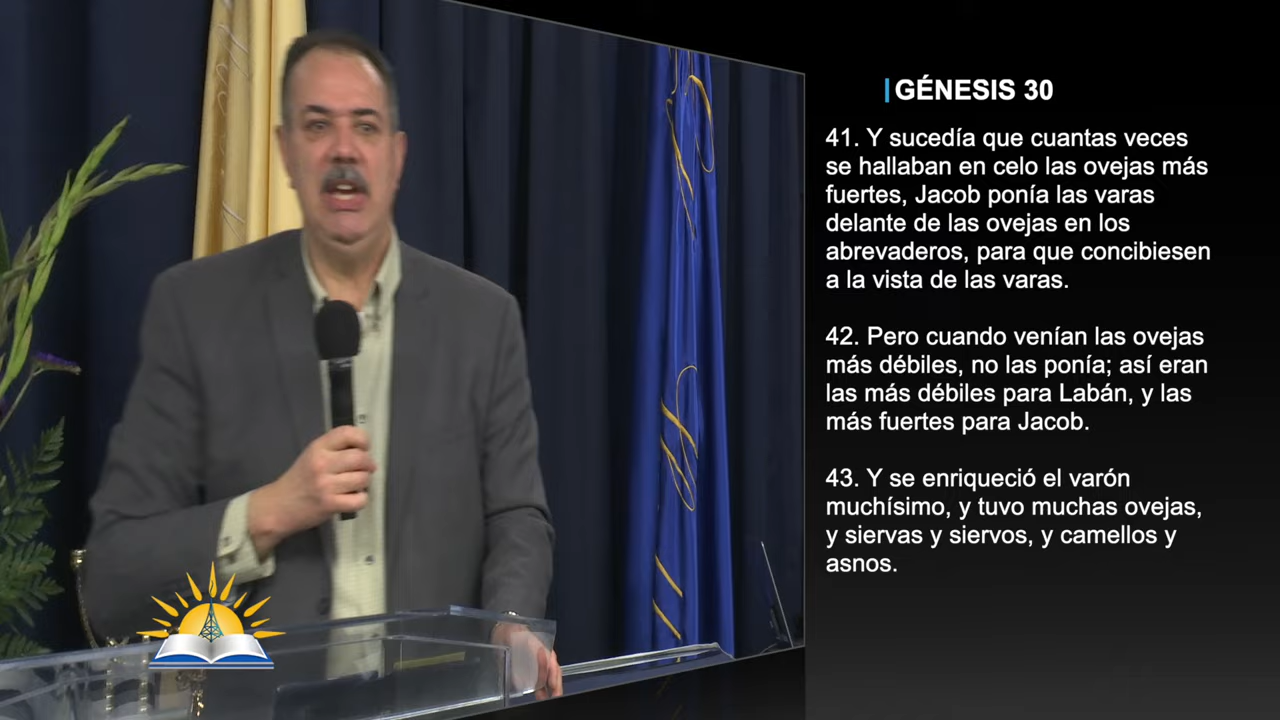 GÉNESIS 30
41. Y sucedía que cuantas veces
se hallaban en celo las ovejas más
fuertes, Jacob ponía las varas
delante de las ovejas en los
abrevaderos, para que concibiesen
a la vista de las varas.
42. Pero cuando venían las ovejas
más débiles, no las ponía; así eran
las más débiles para Labán, y las
más fuertes para Jacob.
43. Y se enriqueció el varón
muchísimo, y tuvo muchas ovejas,
y siervas y siervos, y camellos y
asnos.